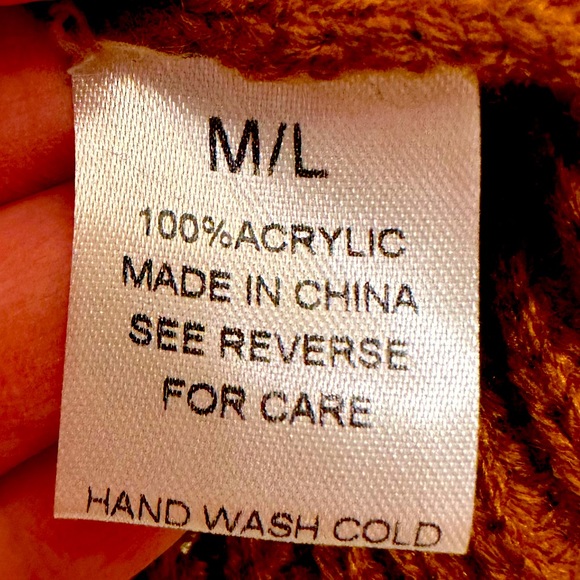 M/L
100%ACRYLIC
MADE IN CHINA
SEE REVERSE
FOR CARE
HAND WASH COLD